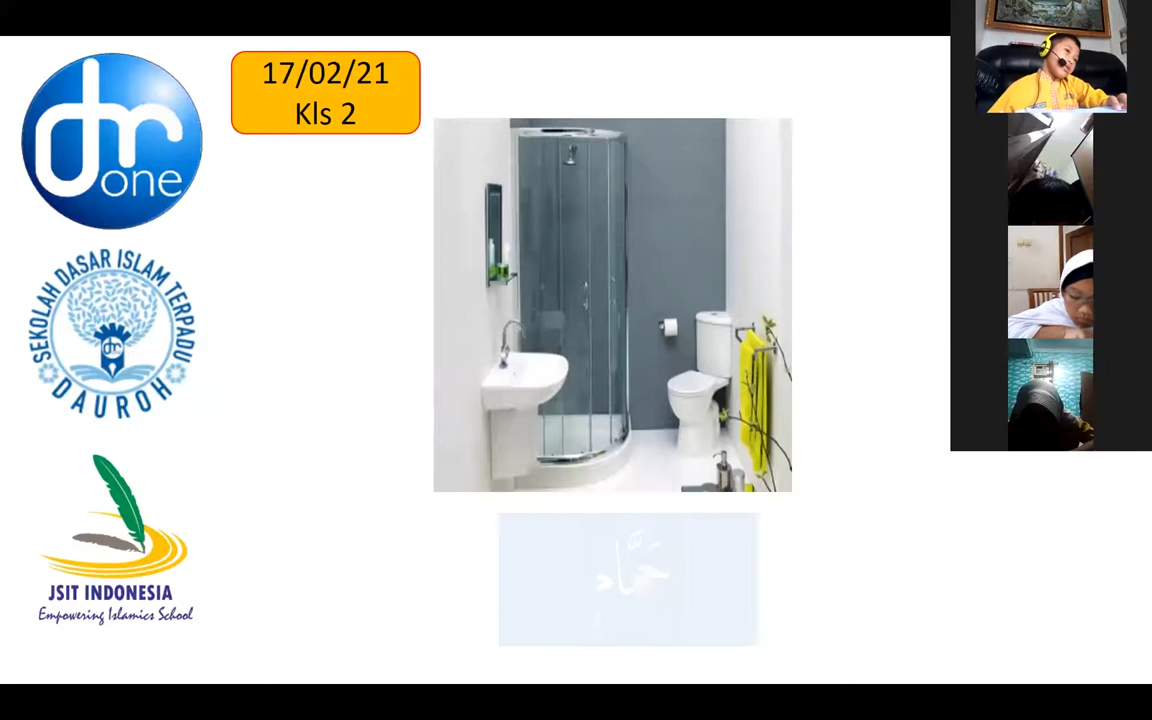 17/02/21
Kls 2
dr
one
SEKOLAH DASAR ISLAM TERPADU
DAUROH
JSIT INDONESIA
Empowering Islamics School